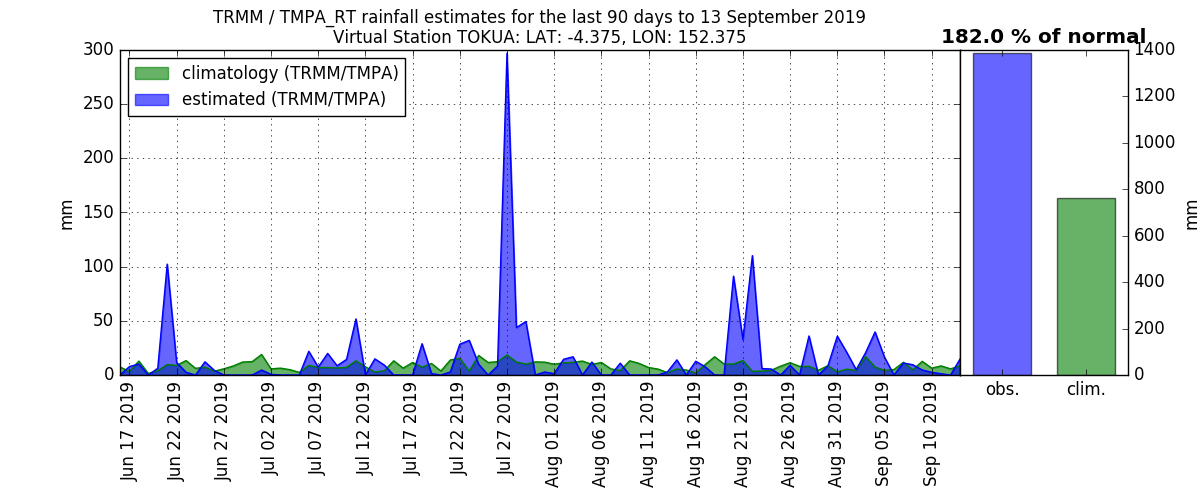 TRMM / TMPA_RT rainfall estimates for the last 90 days to 13 September 2019
Virtual Station TOKUA: LAT: -4.375, LON: 152.375
182.0 % of normal
climatology (TRMM/TMPA)
estimated (TRMM/TMPA)
mm
300
250
200
150
100
50
0
Jun 17 2019
Jun 22 2019
Jun 27 2019
Jul 02 2019
Jul 07 2019
Jul 12 2019
Jul 17 2019
Jul 22 2019
Jul 27 2019
Aug 01 2019
Aug 06 2019
Aug 11 2019
Aug 16 2019
Aug 21 2019
Aug 26 2019
Aug 31 2019
Sep 05 2019
Sep 10 2019
obs.
clim.
1400
1200
1000
800
600
400
200
0
mm